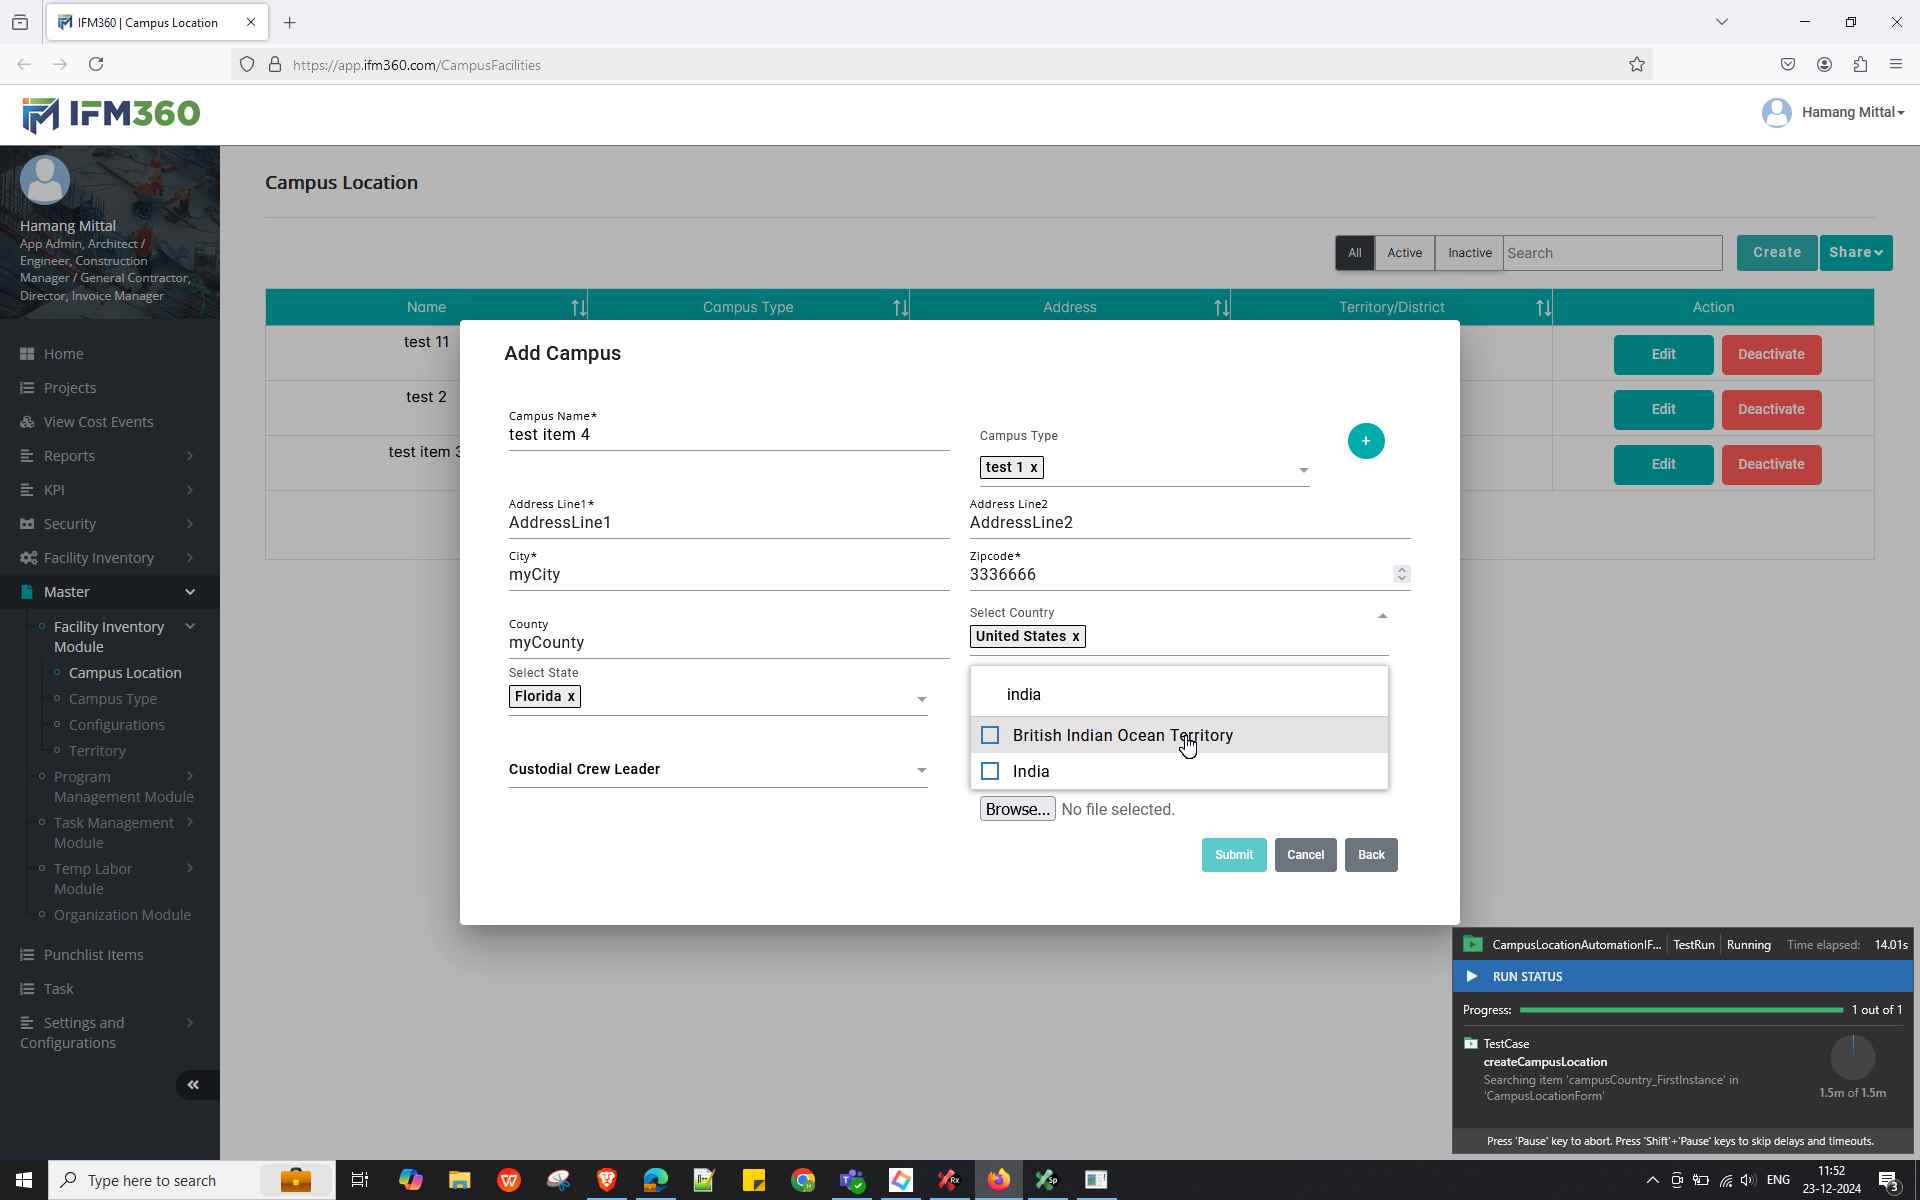 IFM360 | Campus Location
https://app.ifm360.com/CampusFacilities
IFM360
Hamang Mittal
Hamang Mittal
App Admin, Architect /
Engineer, Construction
Manager / General Contractor,
Director, Invoice Manager
Home
Projects
View Cost Events
Reports
KPI
Security
Facility Inventory
Master
Facility Inventory
Module
Campus Location
Campus Type
Configurations
Territory
Program
Management Module
Task Management
Module
Temp Labor
Module
Organization Module
Punchlist Items
Task
Settings and
Configurations
Campus Location
All Active Inactive Search Create Share
Name Campus Type Address Territory/District Action
test 11 Edit Deactivate
test 2 Edit Deactivate
test item 3 Edit Deactivate
Add Campus
Campus Name*
test item 4
Campus Type
test 1 x
+
Address Line1*
AddressLine1
Address Line2
AddressLine2
City*
myCity
Zipcode*
3336666
County
myCounty
Select Country
United States x
Select State
Florida x
india
British Indian Ocean Territory
India
Custodial Crew Leader
Browse... No file selected.
Submit Cancel Back
CampusLocationAutomationIF... TestRun Running Time elapsed: 14.01s
RUN STATUS
Progress: 1 out of 1
TestCase
createCampusLocation
Searching item 'campusCountry_FirstInstance' in
'CampusLocationForm'
1.5m of 1.5m
Press 'Pause' key to abort. Press 'Shift'+'Pause' keys to skip delays and timeouts.
Type here to search
ENG
11:52
23-12-2024
3